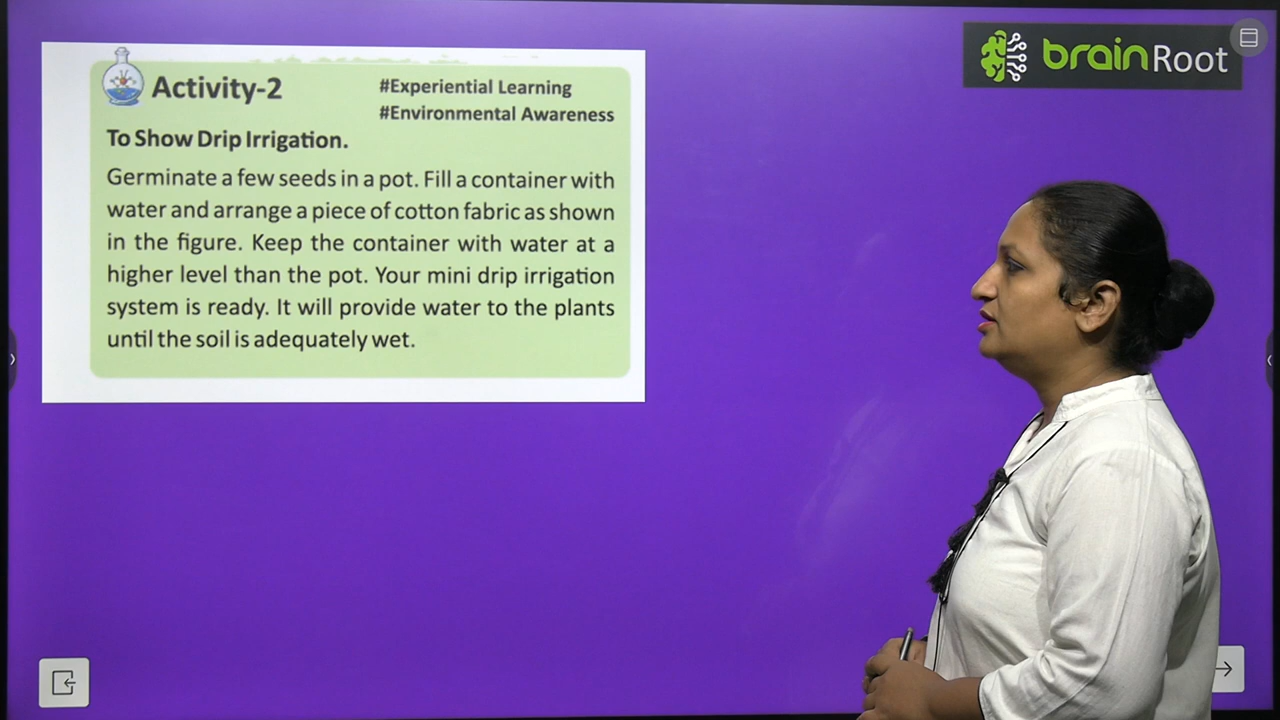 brainRoot
Activity-2
#Experiential Learning
#Environmental Awareness
To Show Drip Irrigation.
Germinate a few seeds in a pot. Fill a container with
water and arrange a piece of cotton fabric as shown
in the figure. Keep the container with water at a
higher level than the pot. Your mini drip irrigation
system is ready. It will provide water to the plants
until the soil is adequately wet.